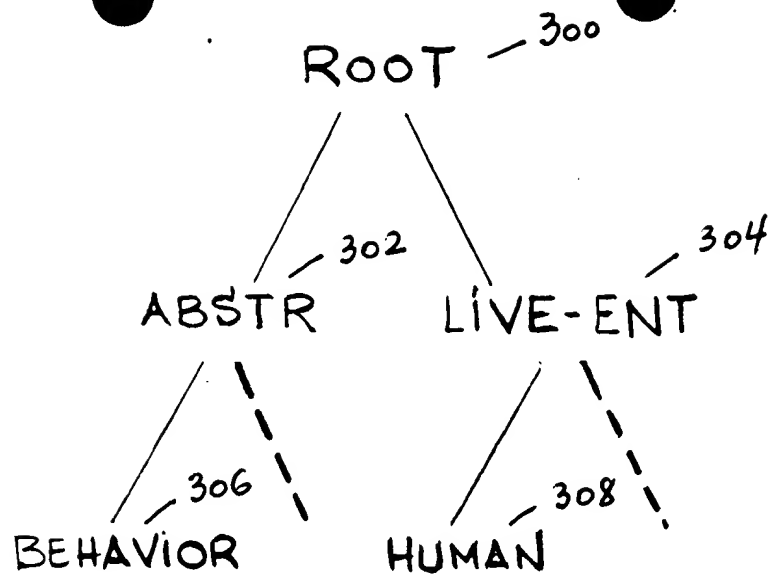 ROOT 300
ABSTR 302
LIVE-ENT 304
BEHAVIOR 306
HUMAN 308